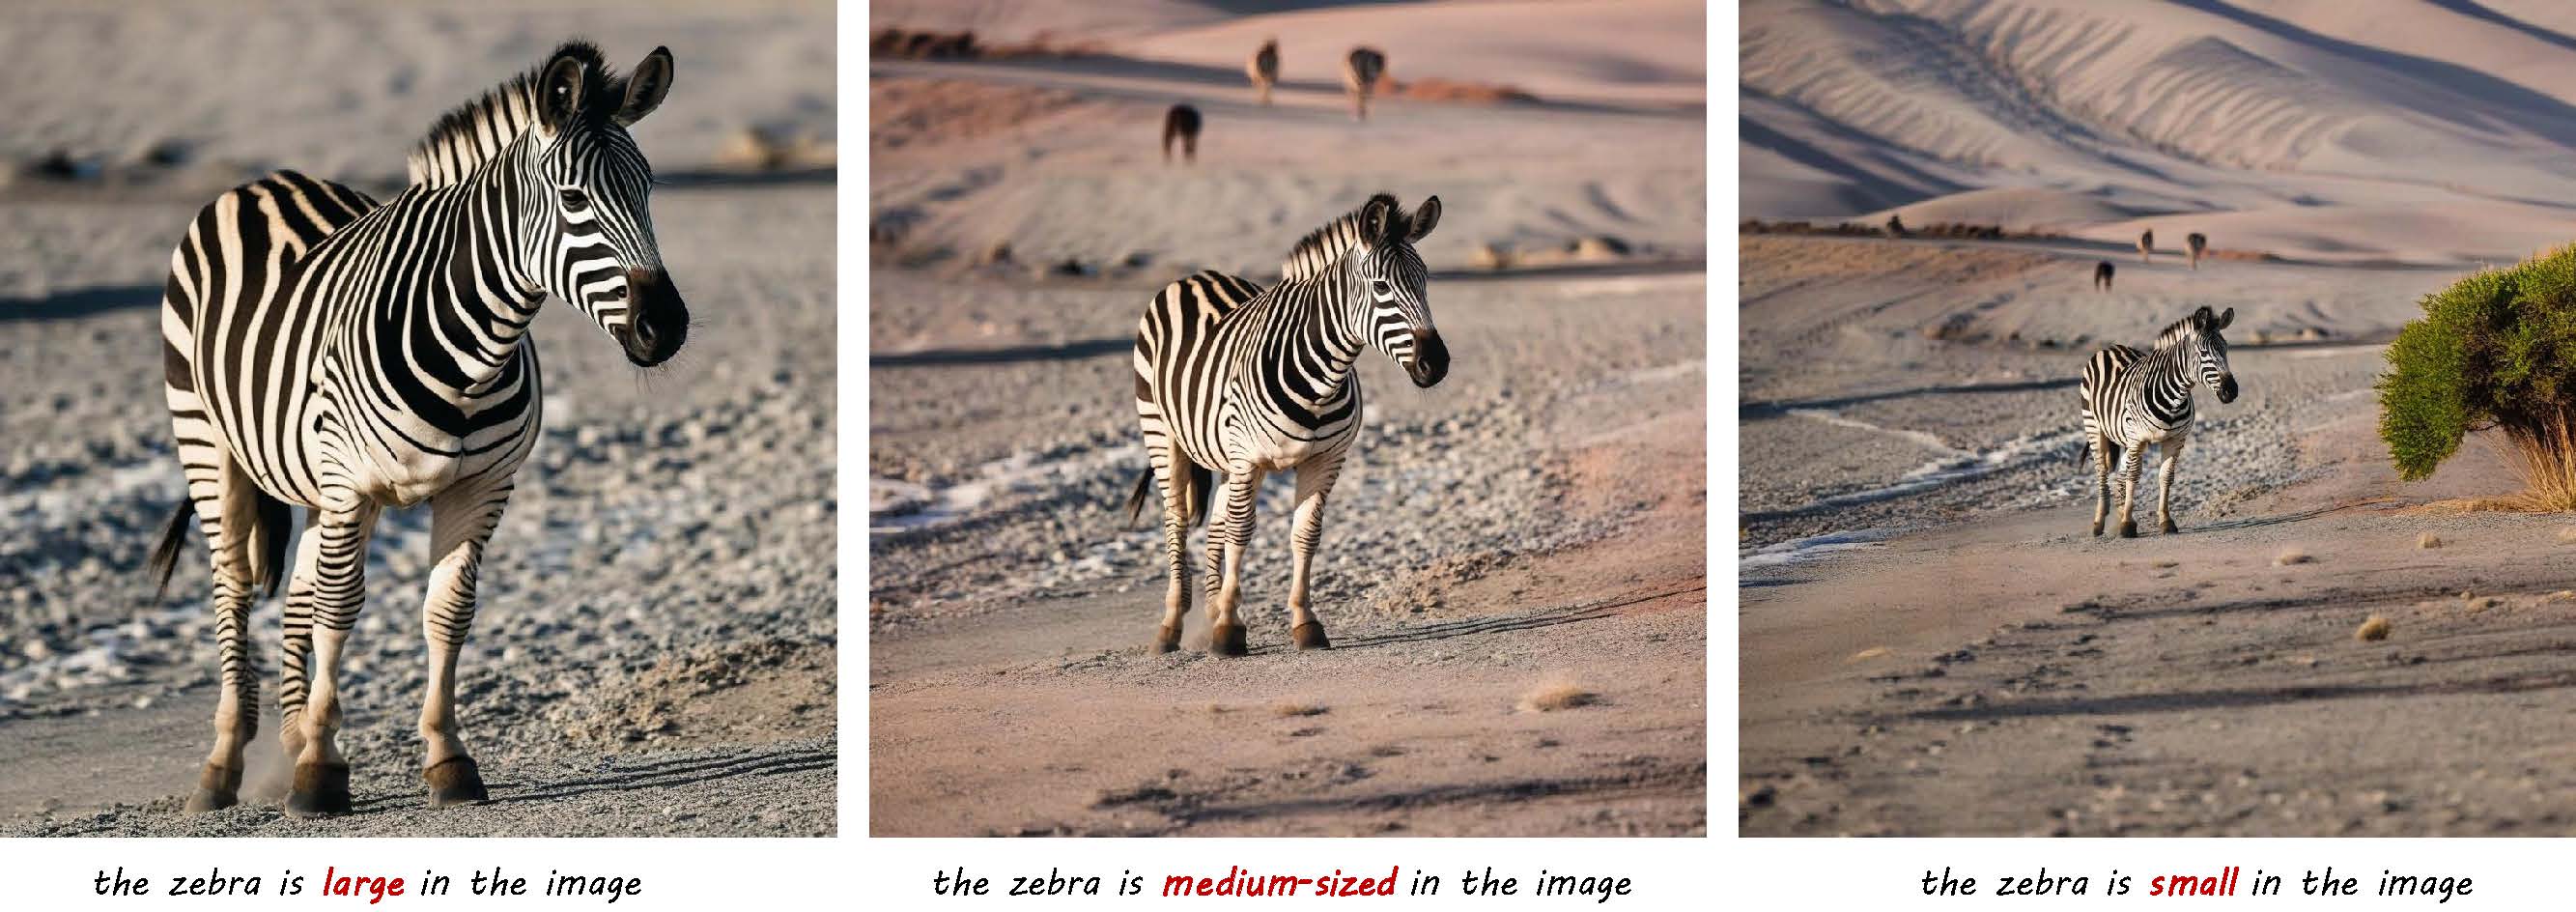 the zebra is large in the image
the zebra is medium-sized in the image
the zebra is small in the image